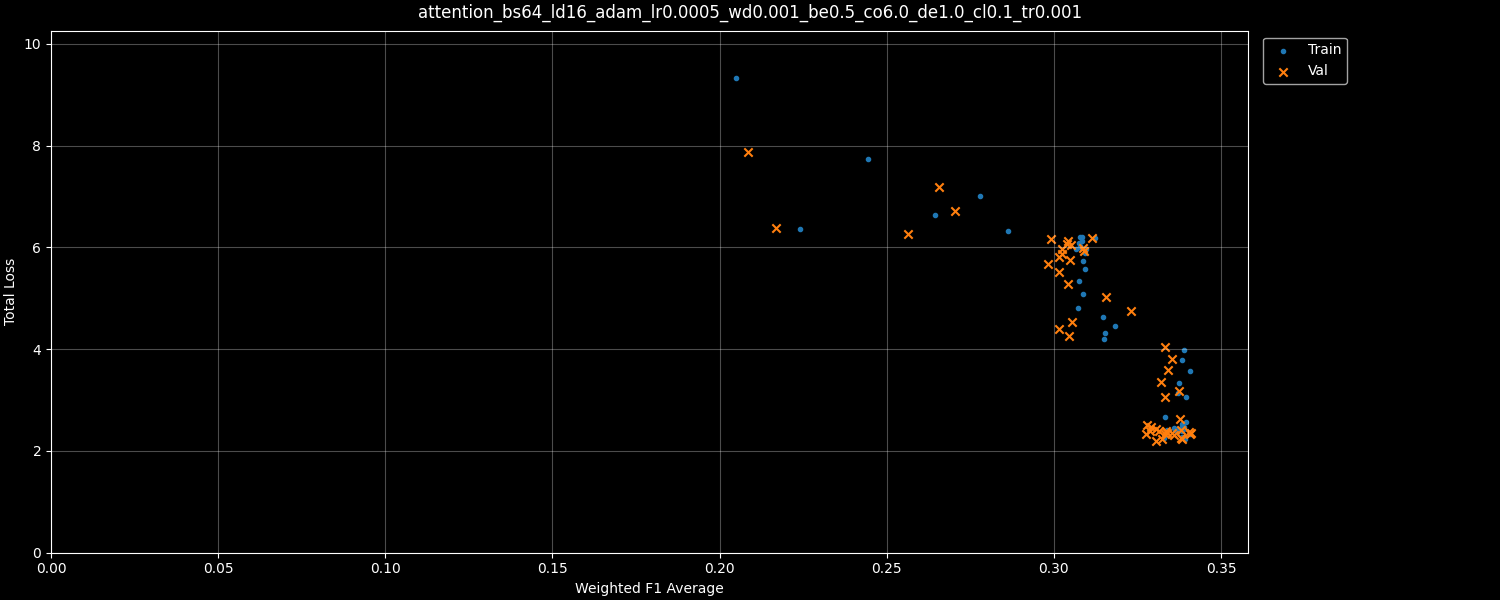 attention_bs64_ld16_adam_lr0.0005_wd0.001_be0.5_co6.0_de1.0_cl0.1_tr0.001
10
8
6
4
2
0
Total Loss
0.00
0.05
0.10
0.15
0.20
0.25
0.30
0.35
Weighted F1 Average
Train
Val